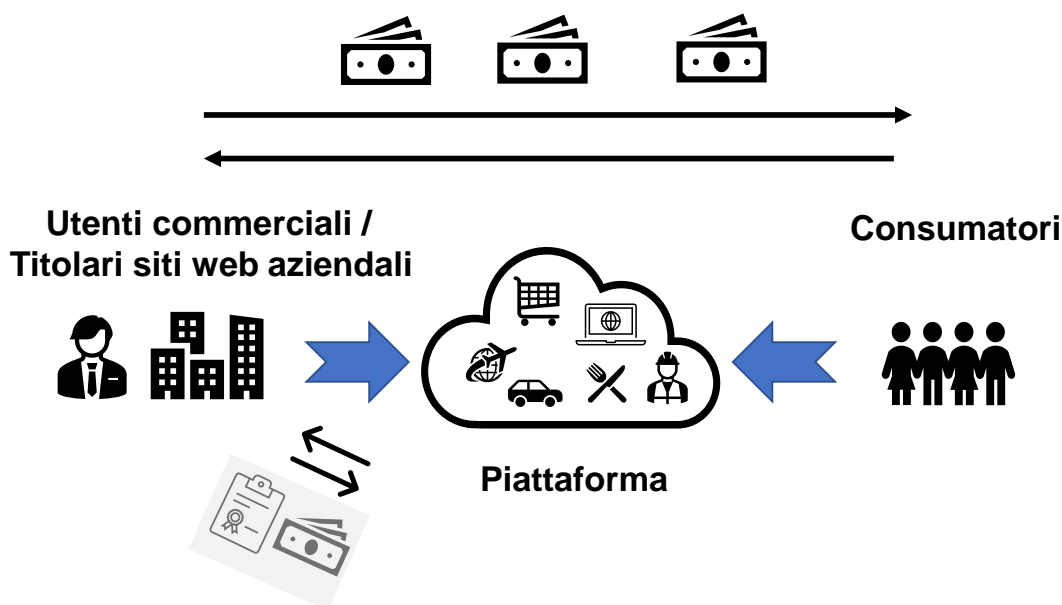 Utenti commerciali /
Titolari siti web aziendali
Consumatori
Piattaforma